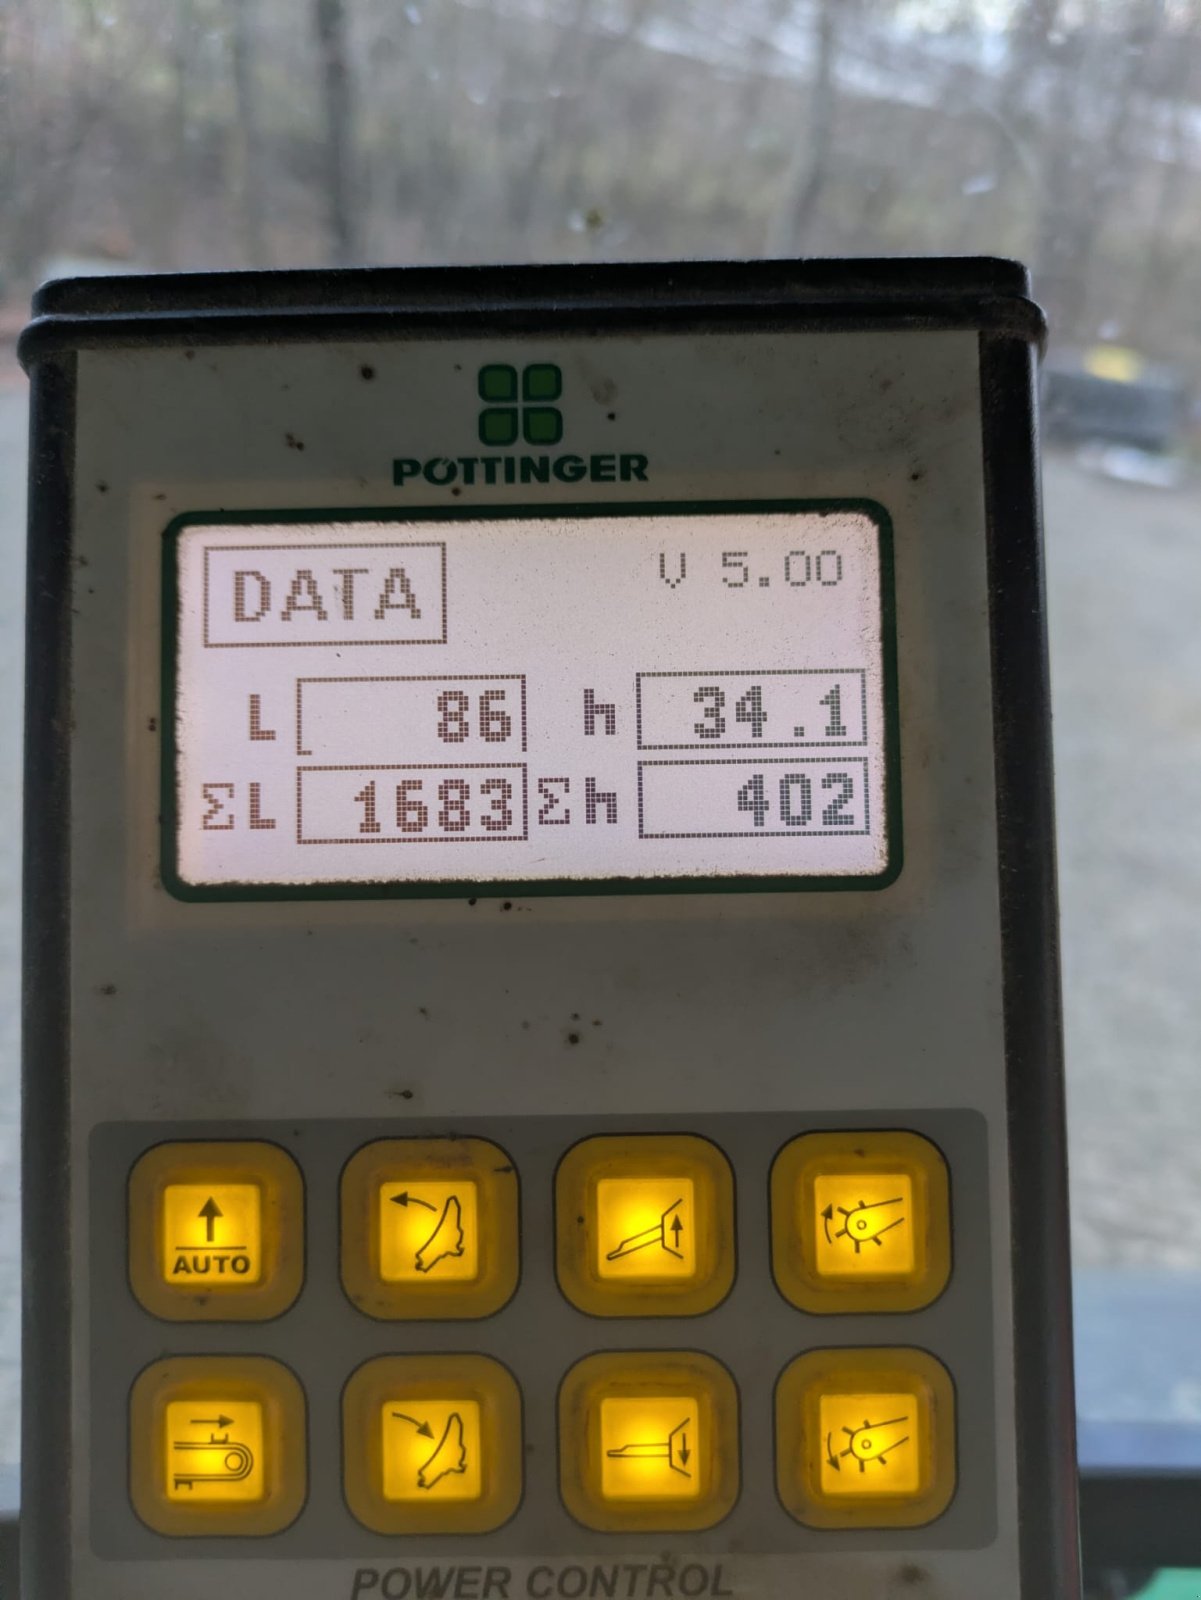 PÖTTINGER
DATA V 5.00
L 86 h 34.1
ΣL 1683 Σh 402
AUTO
POWER CONTROL